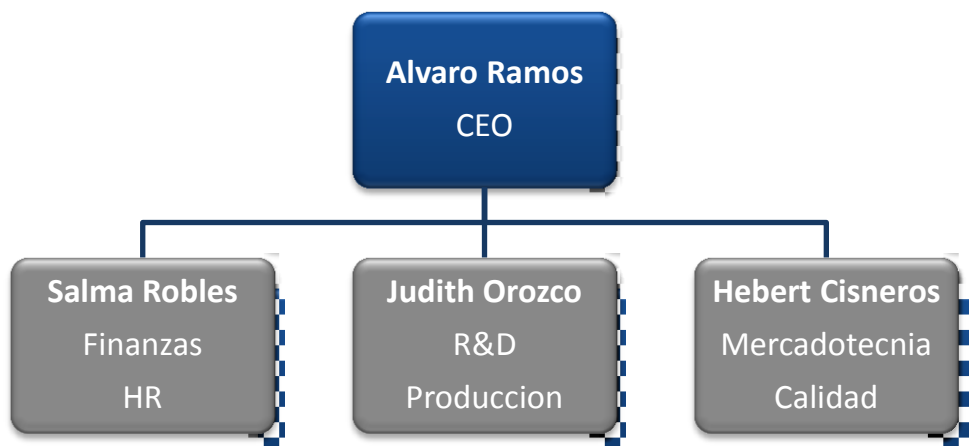 Alvaro Ramos
CEO
Salma Robles
Finanzas
HR
Judith Orozco
R&D
Produccion
Hebert Cisneros
Mercadotecnia
Calidad